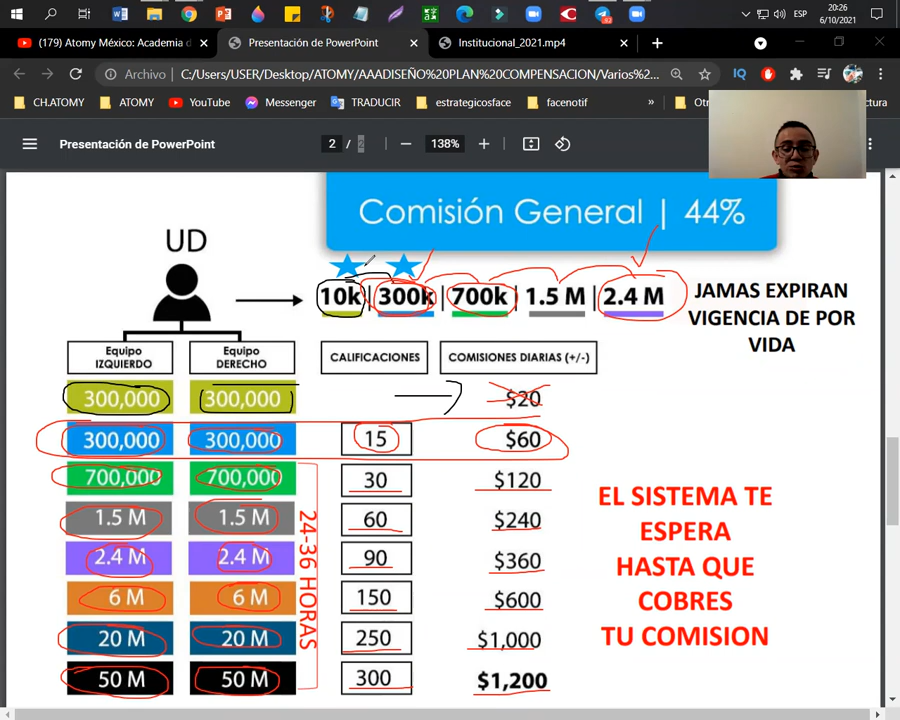 20:26
ESP
6/10/2021
(179) Atomy México: Academia d
Presentación de PowerPoint
Institucional_2021.mp4
Archivo
C:/Users/USER/Desktop/ATOMY/AAADISEÑO%20PLAN%20COMPENSACION/Varios%20...
IQ
CH.ATOMY
ATOMY
YouTube
Messenger
TRADUCIR
estrategicosface
facenotif
»
Otr
ctura
Presentación de PowerPoint
2 / 2
138%
Comisión General | 44%
UD
10k | 300k | 700k | 1.5 M | 2.4 M
JAMAS EXPIRAN
VIGENCIA DE POR
VIDA
Equipo
IZQUIERDO
Equipo
DERECHO
CALIFICACIONES
COMISIONES DIARIAS (+/-)
300,000 300,000 $20
300,000 300,000 15 $60
700,000 700,000 30 $120
1.5 M 1.5 M 60 $240
2.4 M 2.4 M 90 $360
6 M 6 M 150 $600
20 M 20 M 250 $1,000
50 M 50 M 300 $1,200
24-36 HORAS
EL SISTEMA TE
ESPERA
HASTA QUE
COBRES
TU COMISION